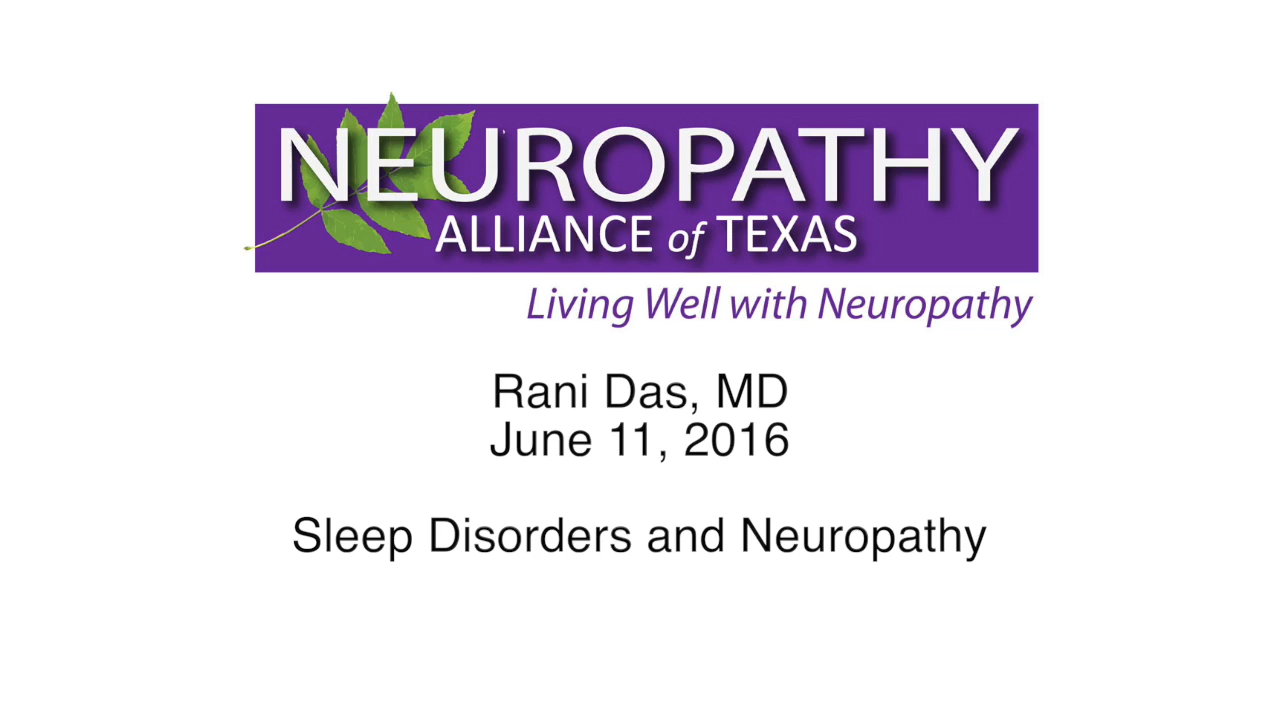 NEUROPATHY
ALLIANCE of TEXAS
Living Well with Neuropathy
Rani Das, MD
June 11, 2016
Sleep Disorders and Neuropathy